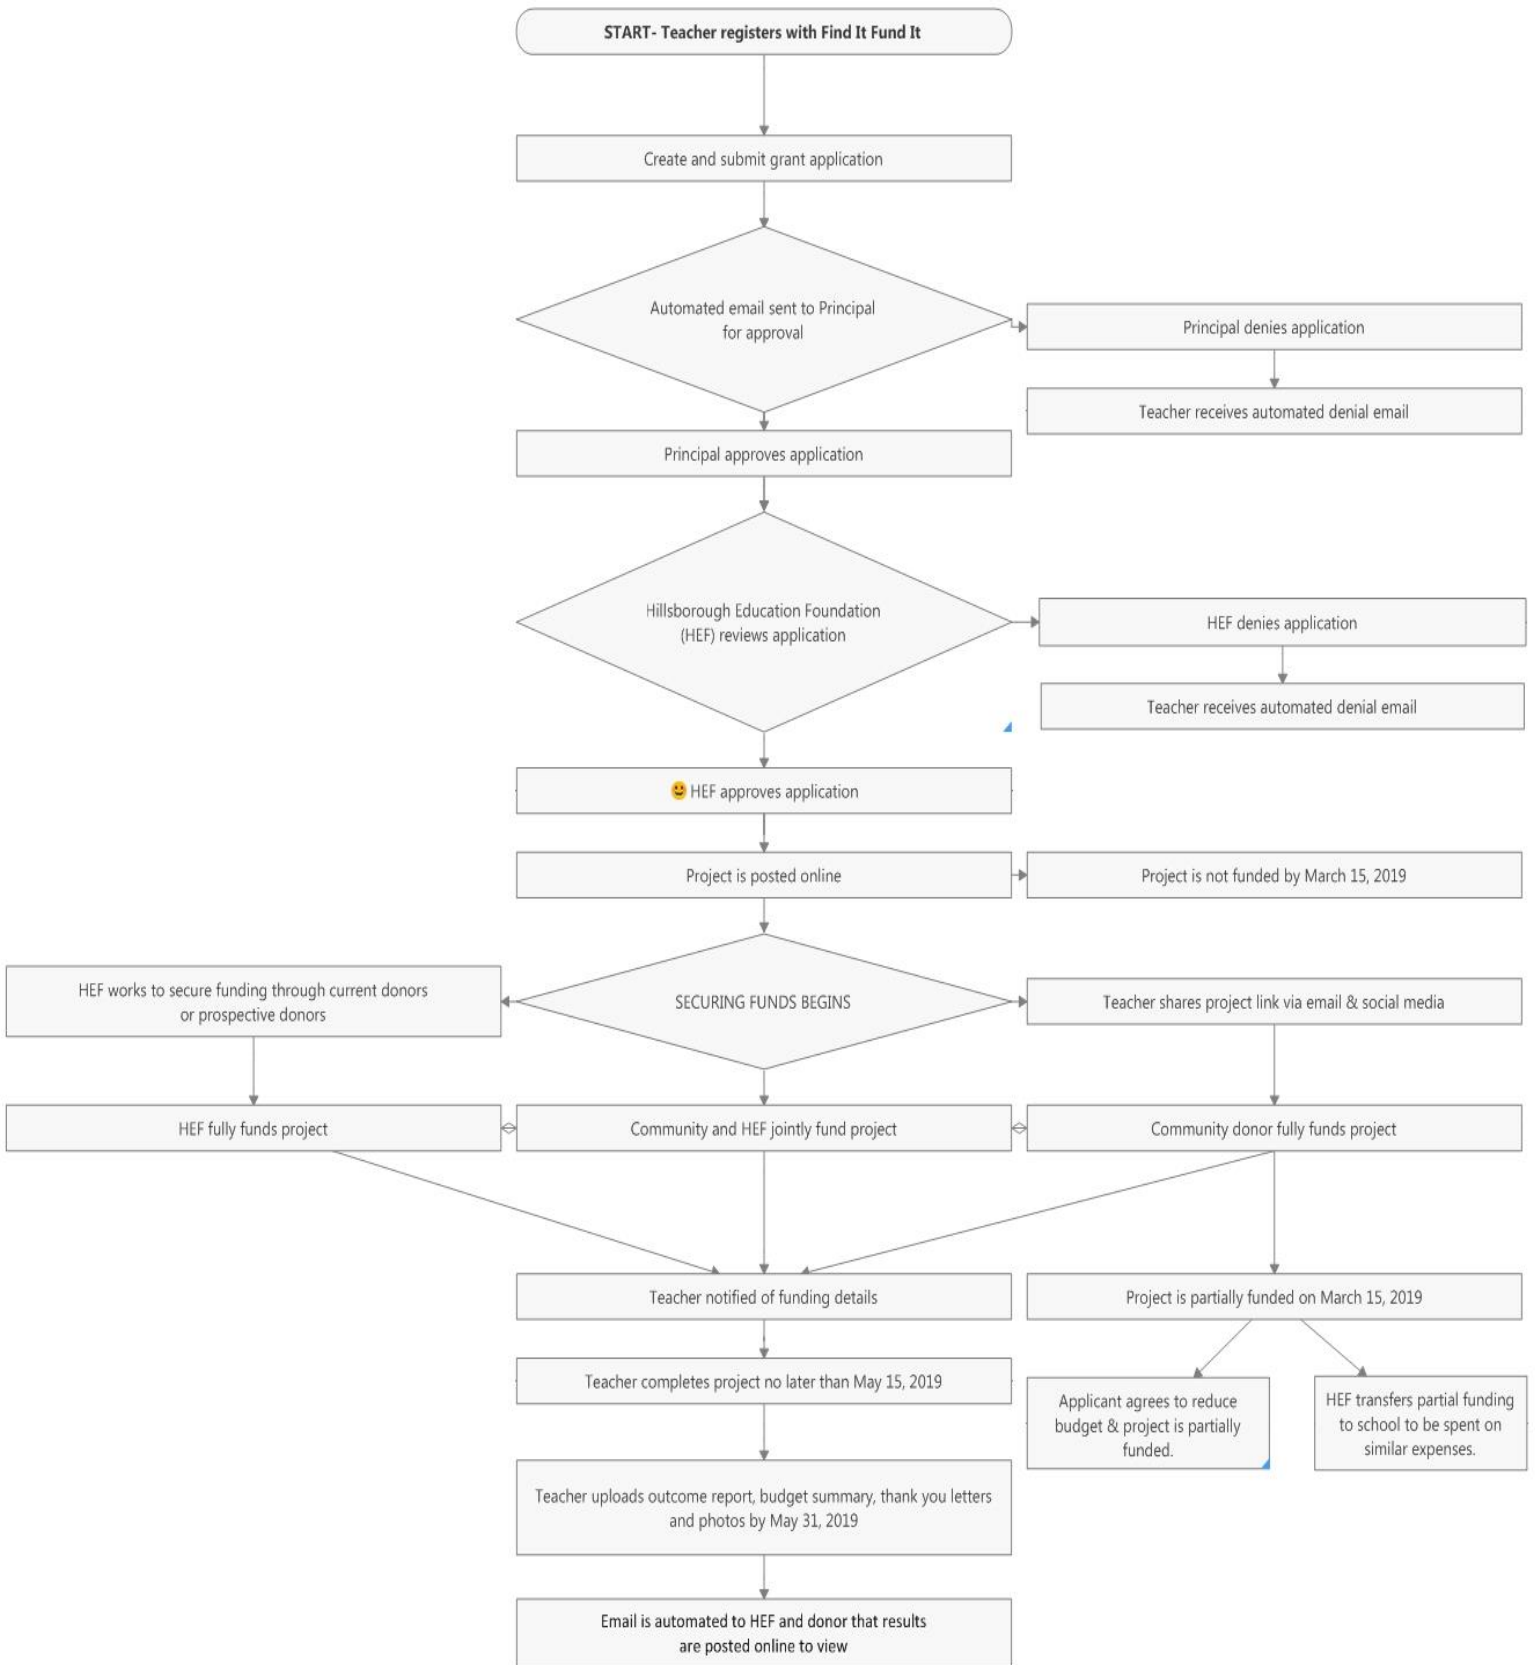 START- Teacher registers with Find It Fund It
Create and submit grant application
Automated email sent to Principal
for approval
Principal denies application
Teacher receives automated denial email
Principal approves application
Hillsborough Education Foundation
(HEF) reviews application
HEF denies application
Teacher receives automated denial email
HEF approves application
Project is posted online
Project is not funded by March 15, 2019
HEF works to secure funding through current donors
or prospective donors
SECURING FUNDS BEGINS
Teacher shares project link via email & social media
HEF fully funds project
Community and HEF jointly fund project
Community donor fully funds project
Teacher notified of funding details
Project is partially funded on March 15, 2019
Teacher completes project no later than May 15, 2019
Applicant agrees to reduce
budget & project is partially
funded.
HEF transfers partial funding
to school to be spent on
similar expenses.
Teacher uploads outcome report, budget summary, thank you letters
and photos by May 31, 2019
Email is automated to HEF and donor that results
are posted online to view